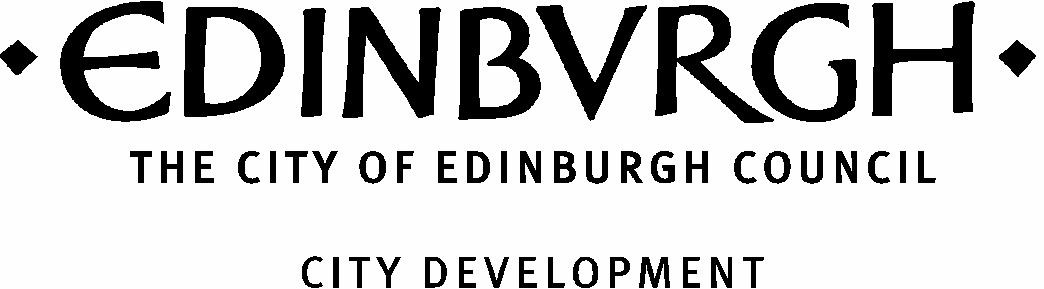 ·EDINBVRGH·
THE CITY OF EDINBURGH COUNCIL
CITY DEVELOPMENT